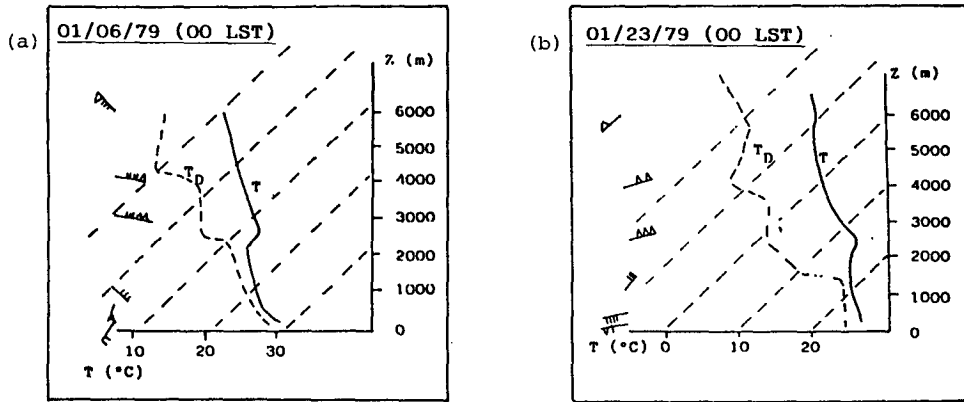 (a)
01/06/79 (00 LST)
Z (m)
6000
5000
4000
3000
2000
1000
0
T_D
T
10 20 30
T (°C)
(b)
01/23/79 (00 LST)
Z (m)
6000
5000
4000
3000
2000
1000
0
T_D
T
T (°C) 0 10 20